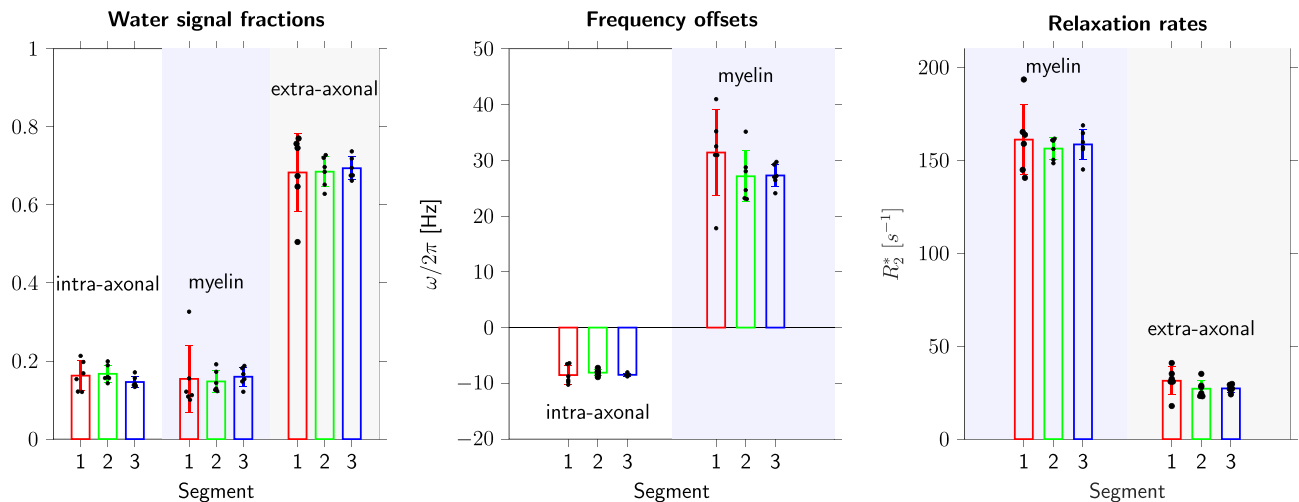 Water signal fractions
1
0.8
0.6
0.4
0.2
0
intra-axonal
myelin
extra-axonal
1 2 3 1 2 3 1 2 3
Segment
Frequency offsets
ω/2π [Hz]
50
40
30
20
10
0
−10
−20
myelin
intra-axonal
1 2 3 1 2 3
Segment
Relaxation rates
R₂* [s⁻¹]
200
150
100
50
0
myelin
extra-axonal
1 2 3 1 2 3
Segment